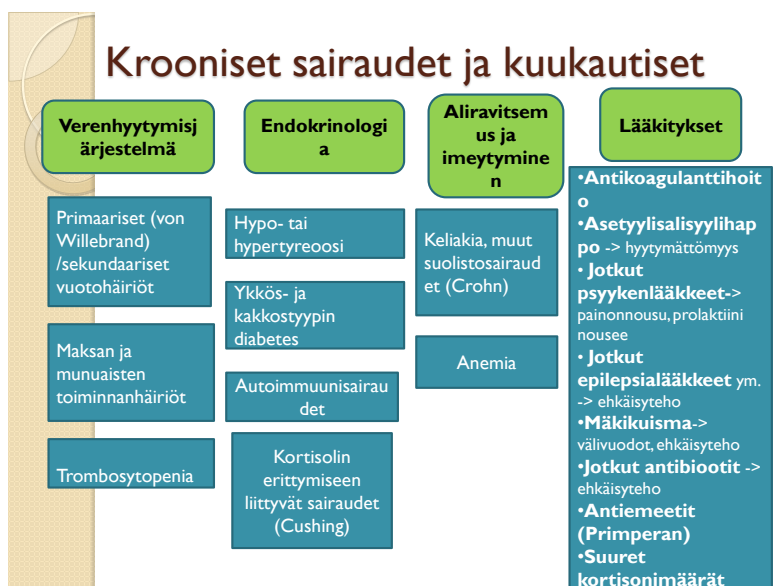 Krooniset sairaudet ja kuukautiset
Verenhyytymisj
ärjestelmä
Primaariset (von
Willebrand)
/sekundaariset
vuotohäiriöt
Maksan ja
munuaisten
toiminnanhäiriöt
Trombosytopenia
Endokrinologi
a
Hypo- tai
hypertyreoosi
Ykkös- ja
kakkostyypin
diabetes
Autoimmuunisairau
det
Kortisolin
erittymiseen
liittyvät sairaudet
(Cushing)
Aliravitsem
us ja
imeytymine
n
Keliakia, muut
suolistosairaud
et (Crohn)
Anemia
Lääkitykset
•Antikoagulanttihoit
o
•Asetyylisalisyylihap
po -> hyytymättömyys
• Jotkut
psyykenlääkkeet->
painonnousu, prolaktiini
nousee
• Jotkut
epilepsialääkkeet ym.
-> ehkäisyteho
•Mäkikuisma->
välivuodot, ehkäisyteho
•Jotkut antibiootit ->
ehkäisyteho
•Antiemeetit
(Primperan)
•Suuret
kortisonimäärät